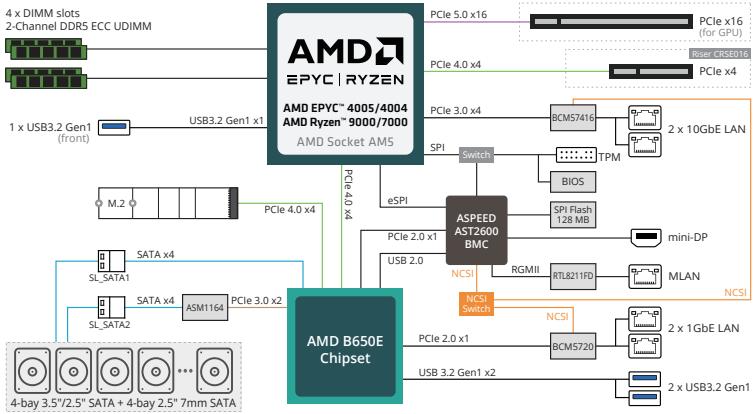 4 x DIMM slots
2-Channel DDR5 ECC UDIMM
1 x USB3.2 Gen1
(front)
USB3.2 Gen1 x1
AMD
EPYC | RYZEN
AMD EPYC™ 4005/4004
AMD Ryzen™ 9000/7000
AMD Socket AM5
PCIe 5.0 x16
PCIe x16
(for GPU)
Riser CRSE016
PCIe 4.0 x4
PCIe x4
PCIe 3.0 x4
BCM57416
2 x 10GbE LAN
SPI
Switch
TPM
BIOS
PCIe 4.0 x4
M.2
PCIe 4.0 x4
eSPI
ASPEED
AST2600
BMC
SPI Flash
128 MB
PCIe 2.0 x1
USB 2.0
mini-DP
NCSI
RGMII
RTL8211FD
MLAN
NCSI
NCSI
Switch
NCSI
SATA x4
SL_SATA1
SATA x4
SL_SATA2
ASM1164
PCIe 3.0 x2
AMD B650E
Chipset
PCIe 2.0 x1
BCM5720
2 x 1GbE LAN
USB 3.2 Gen1 x2
2 x USB3.2 Gen1
4-bay 3.5"/2.5" SATA + 4-bay 2.5" 7mm SATA